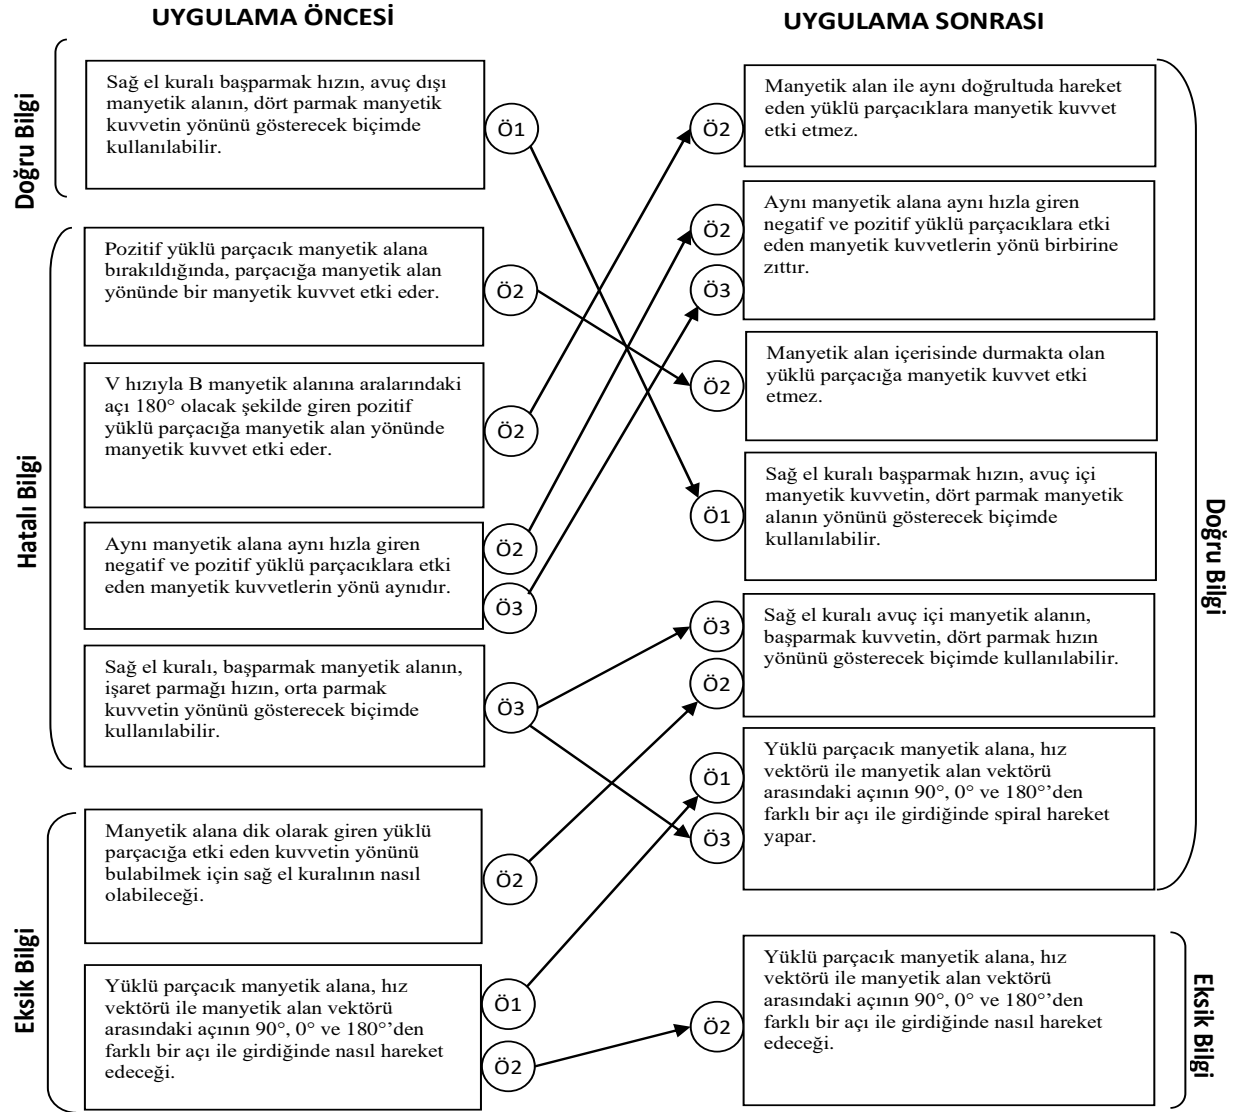 UYGULAMA ÖNCESİ
Doğru Bilgi
Sağ el kuralı başparmak hızın, avuç dışı
manyetik alanın, dört parmak manyetik
kuvvetin yönünü gösterecek biçimde
kullanılabilir.
Ö1
Hatalı Bilgi
Pozitif yüklü parçacık manyetik alana
bırakıldığında, parçacığa manyetik alan
yönünde bir manyetik kuvvet etki eder.
Ö2
V hızıyla B manyetik alanına aralarındaki
açı 180° olacak şekilde giren pozitif
yüklü parçacığa manyetik alan yönünde
manyetik kuvvet etki eder.
Ö2
Aynı manyetik alana aynı hızla giren
negatif ve pozitif yüklü parçacıklara etki
eden manyetik kuvvetlerin yönü aynıdır.
Ö2
Ö3
Sağ el kuralı, başparmak manyetik alanın,
işaret parmağı hızın, orta parmak
kuvvetin yönünü gösterecek biçimde
kullanılabilir.
Ö3
Eksik Bilgi
Manyetik alana dik olarak giren yüklü
parçacığa etki eden kuvvetin yönünü
bulabilmek için sağ el kuralının nasıl
olabileceği.
Ö2
Yüklü parçacık manyetik alana, hız
vektörü ile manyetik alan vektörü
arasındaki açının 90°, 0° ve 180°’den
farklı bir açı ile girdiğinde nasıl hareket
edeceği.
Ö1
Ö2
UYGULAMA SONRASI
Ö2
Manyetik alan ile aynı doğrultuda hareket
eden yüklü parçacıklara manyetik kuvvet
etki etmez.
Ö2
Ö3
Aynı manyetik alana aynı hızla giren
negatif ve pozitif yüklü parçacıklara etki
eden manyetik kuvvetlerin yönü birbirine
zıttır.
Ö2
Manyetik alan içerisinde durmakta olan
yüklü parçacığa manyetik kuvvet etki
etmez.
Ö1
Sağ el kuralı başparmak hızın, avuç içi
manyetik kuvvetin, dört parmak manyetik
alanın yönünü gösterecek biçimde
kullanılabilir.
Ö3
Ö2
Sağ el kuralı avuç içi manyetik alanın,
başparmak kuvvetin, dört parmak hızın
yönünü gösterecek biçimde kullanılabilir.
Ö1
Ö3
Yüklü parçacık manyetik alana, hız
vektörü ile manyetik alan vektörü
arasındaki açının 90°, 0° ve 180°’den
farklı bir açı ile girdiğinde spiral hareket
yapar.
Doğru Bilgi
Ö2
Yüklü parçacık manyetik alana, hız
vektörü ile manyetik alan vektörü
arasındaki açının 90°, 0° ve 180°’den
farklı bir açı ile girdiğinde nasıl hareket
edeceği.
Eksik Bilgi